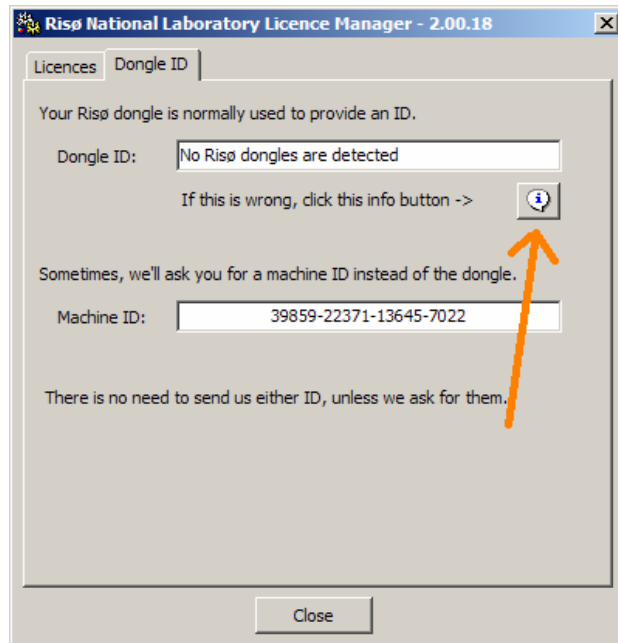 Risø National Laboratory Licence Manager - 2.00.18
Licences Dongle ID
Your Risø dongle is normally used to provide an ID.
Dongle ID: No Risø dongles are detected
If this is wrong, click this info button ->
Sometimes, we'll ask you for a machine ID instead of the dongle.
Machine ID: 39859-22371-13645-7022
There is no need to send us either ID, unless we ask for them.
Close